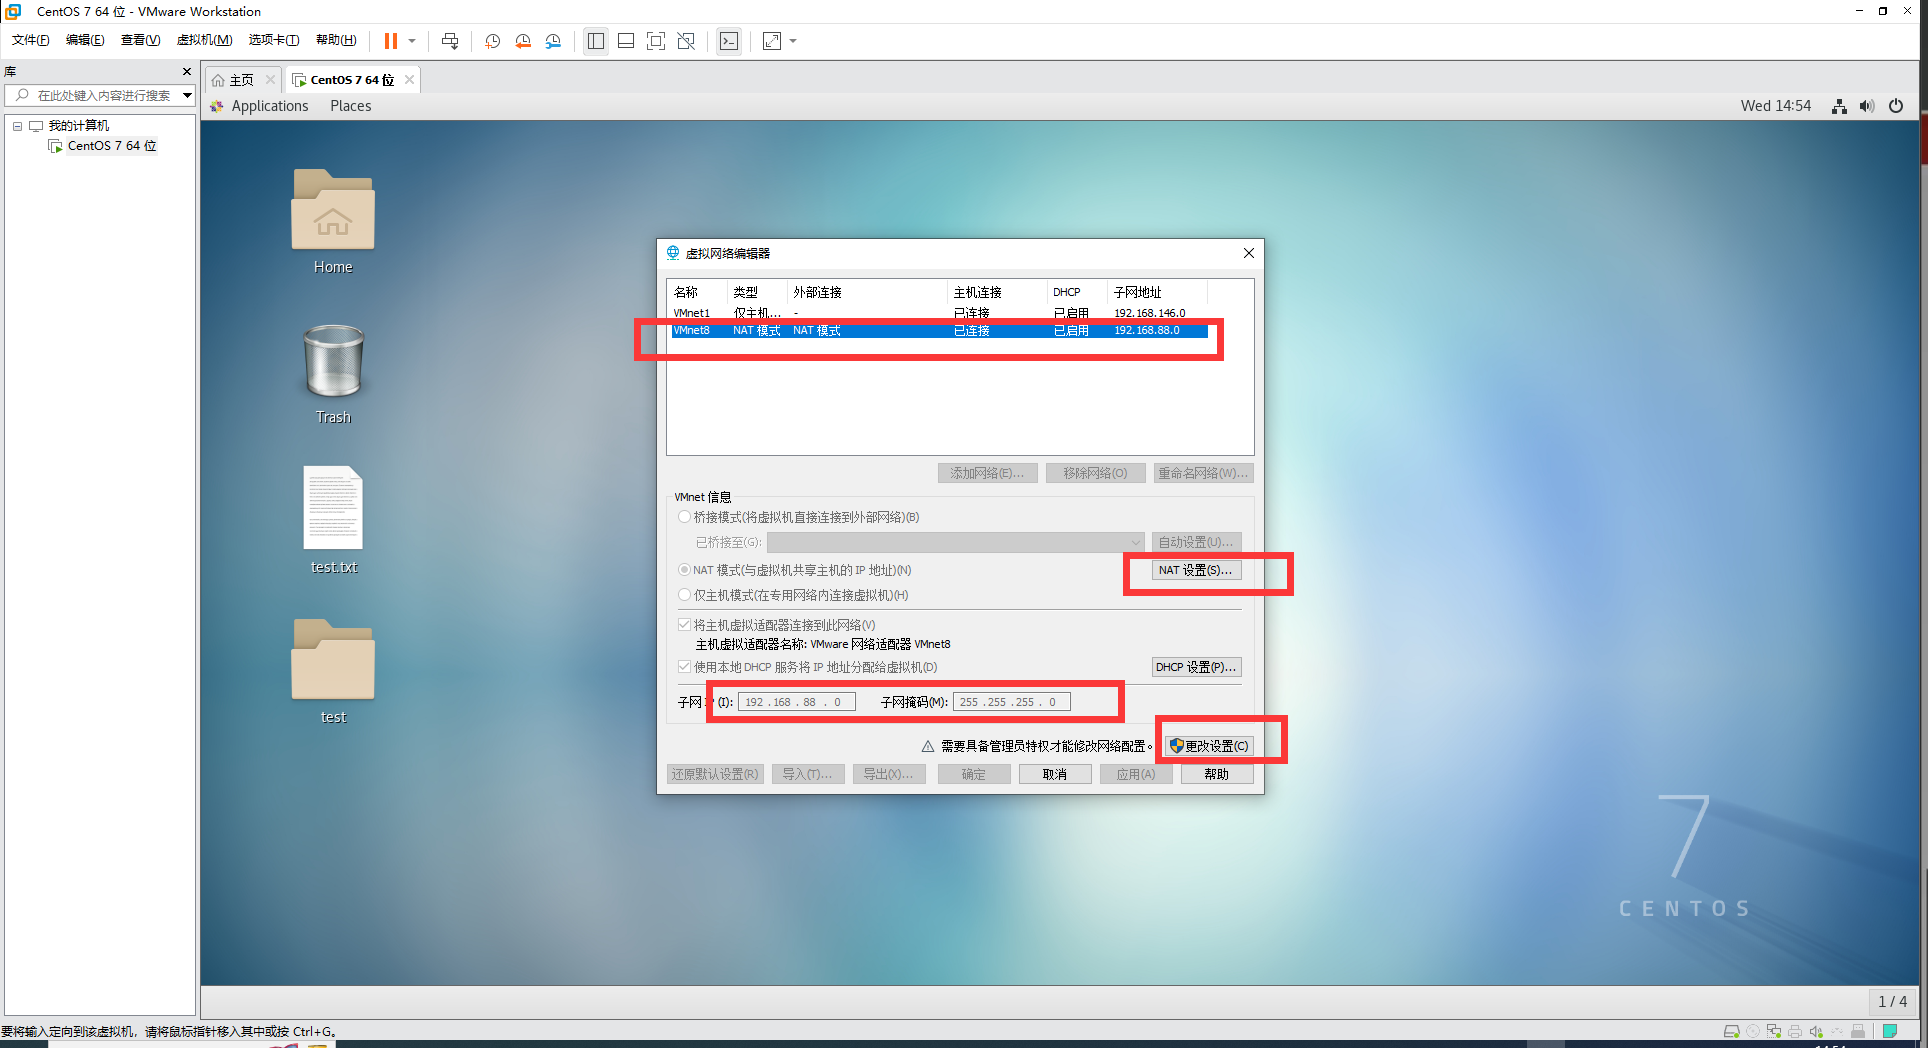 CentOS 7 64 位 - VMware Workstation
文件(F) 编辑(E) 查看(V) 虚拟机(M) 选项卡(T) 帮助(H)
库
在此处键入内容进行搜索
我的计算机
CentOS 7 64 位
主页
CentOS 7 64 位
Applications Places
Wed 14:54
Home
Trash
test.txt
test
虚拟网络编辑器
名称 类型 外部连接 主机连接 DHCP 子网地址
VMnet1 仅主机... - 已连接 已启用 192.168.146.0
VMnet8 NAT 模式 NAT 模式 已连接 已启用 192.168.88.0
添加网络(E)... 移除网络(O) 重命名网络(W)...
VMnet 信息
桥接模式(将虚拟机直接连接到外部网络)(B)
已桥接至(G): 自动设置(U)...
NAT 模式(与虚拟机共享主机的 IP 地址)(N) NAT 设置(S)...
仅主机模式(在专用网络内连接虚拟机)(H)
将主机虚拟适配器连接到此网络(V)
主机虚拟适配器名称: VMware 网络适配器 VMnet8
使用本地 DHCP 服务将 IP 地址分配给虚拟机(D) DHCP 设置(P)...
子网 IP (I): 192 . 168 . 88 . 0 子网掩码(M): 255 . 255 . 255 . 0
需要具备管理员特权才能修改网络配置。 更改设置(C)
还原默认设置(R) 导入(T)... 导出(X)... 确定 取消 应用(A) 帮助
7
CENTOS
1 / 4
要将输入定向到该虚拟机，请将鼠标指针移入其中或按 Ctrl+G。